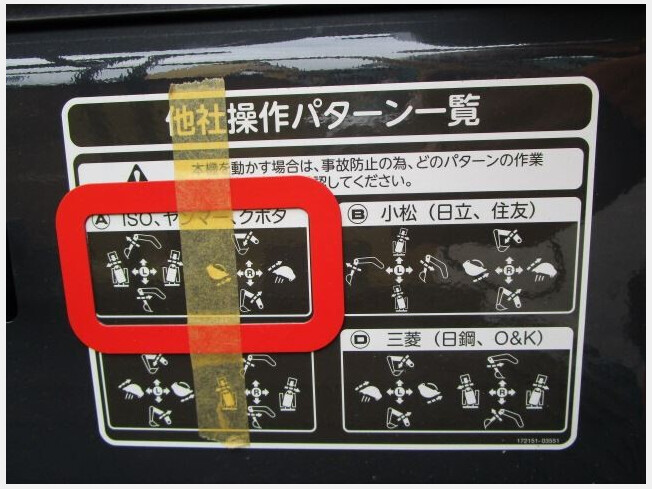 他社操作パターン一覧
本機を動かす場合は、事故防止の為、どのパターンの作業
認してください。
A ISO、ヤンマー、クボタ
B 小松（日立、住友）
L R L R
D 三菱（日鋼、O&K）
L R L R
172151-03551